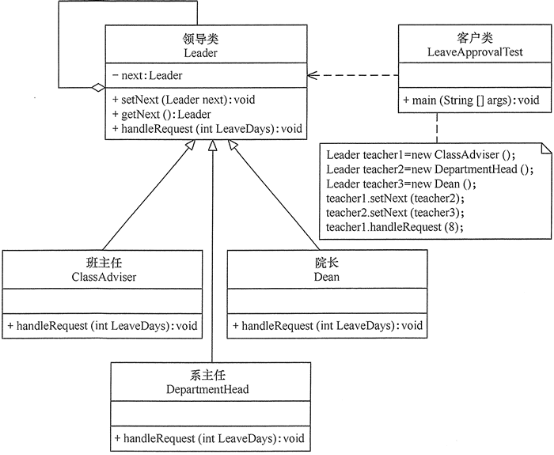 领导类
Leader
− next:Leader
+ setNext (Leader next):void
+ getNext ():Leader
+ handleRequest (int LeaveDays):void
客户类
LeaveApprovalTest
+ main (String [] args):void
Leader teacher1=new ClassAdviser ();
Leader teacher2=new DepartmentHead ();
Leader teacher3=new Dean ();
teacher1.setNext (teacher2);
teacher2.setNext (teacher3);
teacher1.handleRequest (8);
班主任
ClassAdviser
+ handleRequest (int LeaveDays):void
院长
Dean
+ handleRequest (int LeaveDays):void
系主任
DepartmentHead
+ handleRequest (int LeaveDays):void